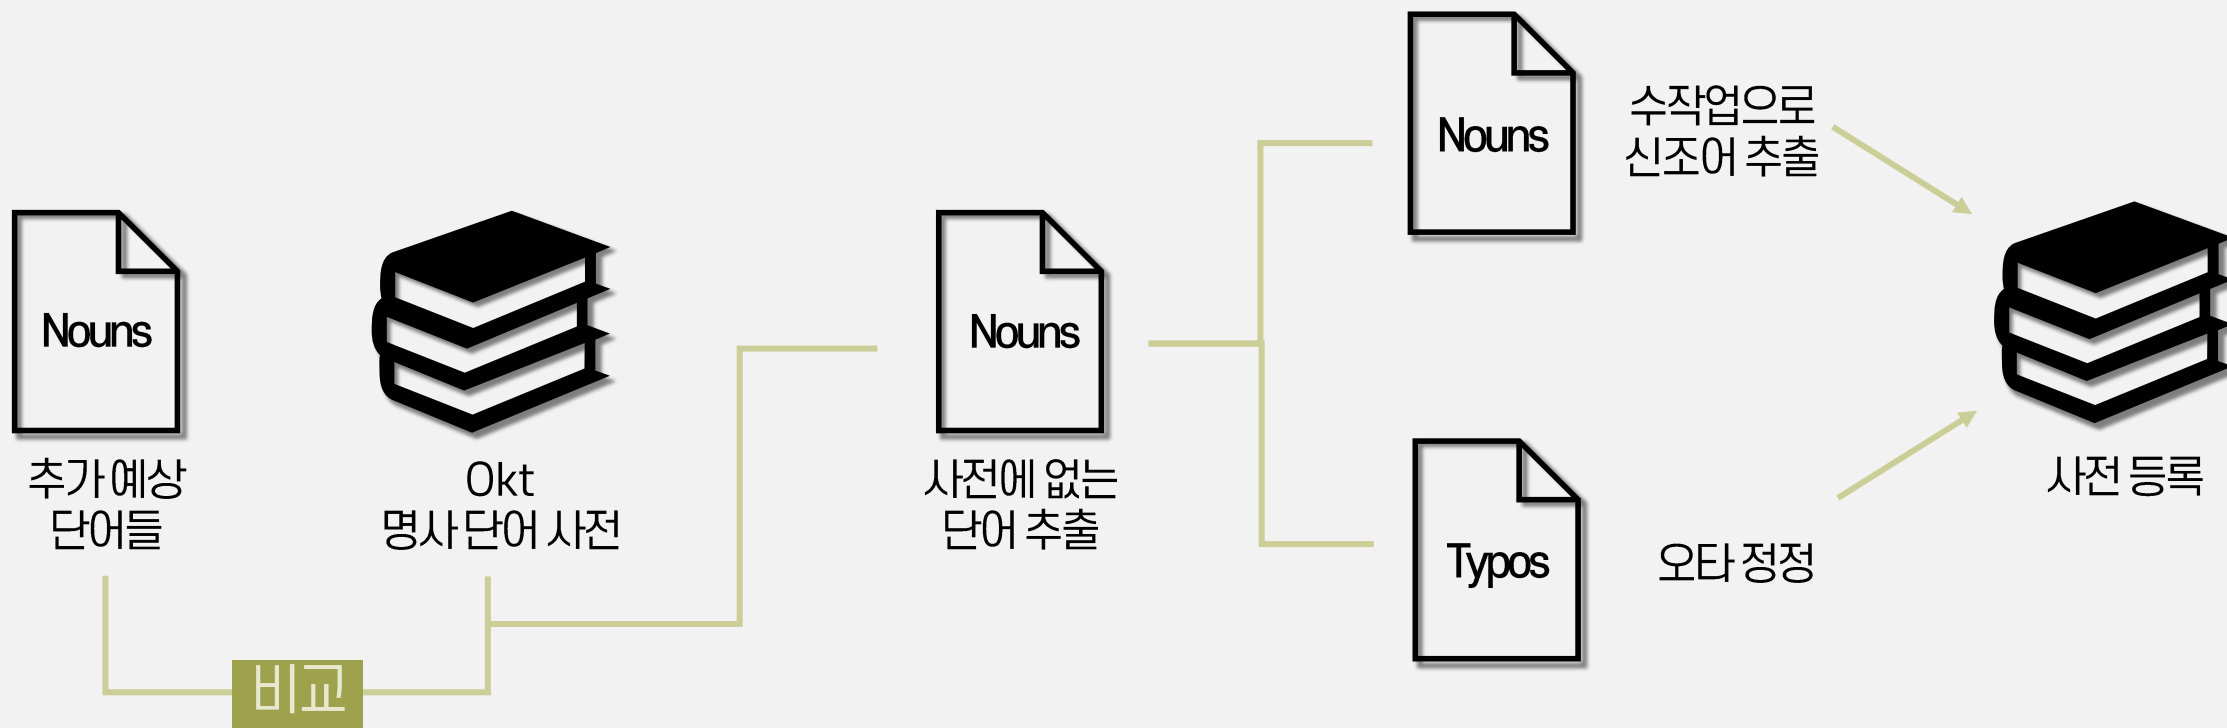 Nouns
추가 예상
단어들
Okt
명사 단어 사전
비교
Nouns
사전에 없는
단어 추출
Nouns
수작업으로
신조어 추출
Typos
오타 정정
사전 등록